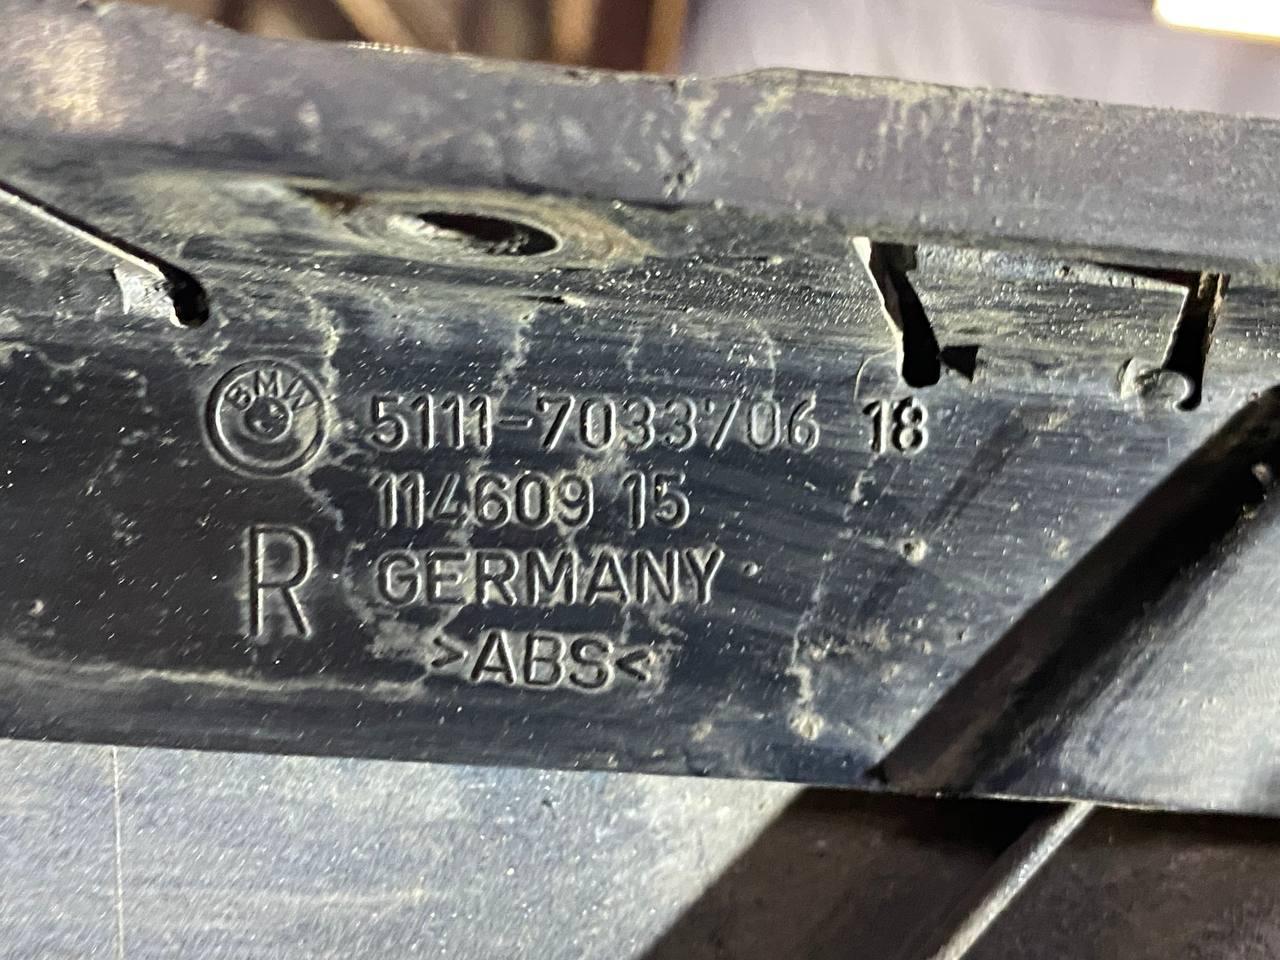 BMW 5111-7033706 18
114609 15
R GERMANY
>ABS<